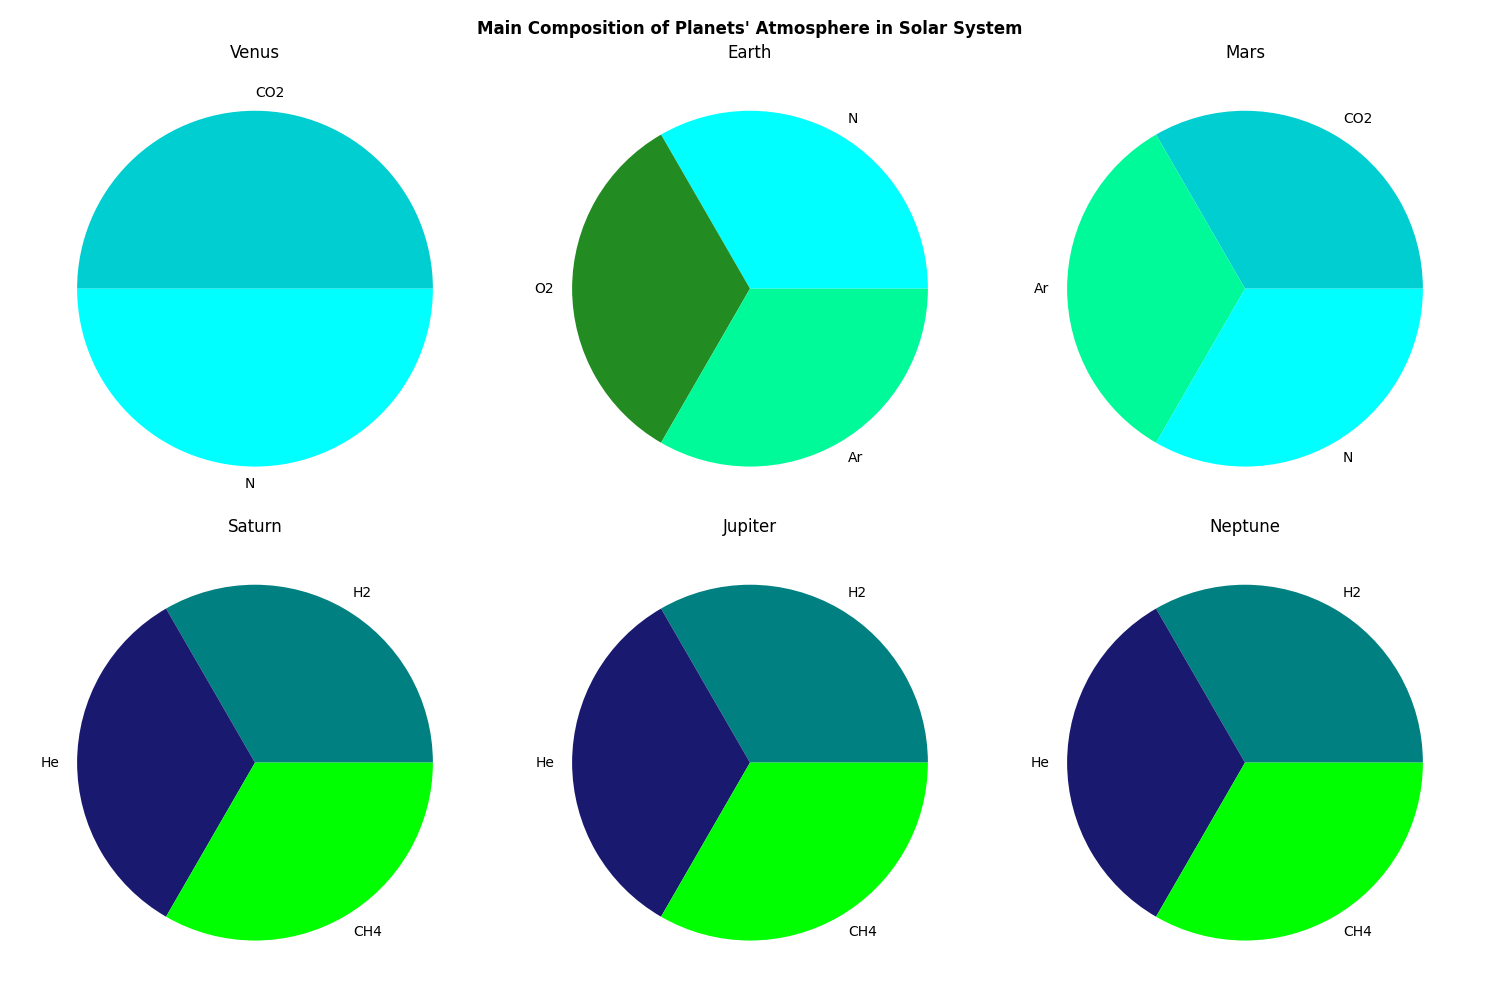 Main Composition of Planets' Atmosphere in Solar System
Venus
CO2
N
Earth
N
O2
Ar
Mars
CO2
Ar
N
Saturn
H2
He
CH4
Jupiter
H2
He
CH4
Neptune
H2
He
CH4